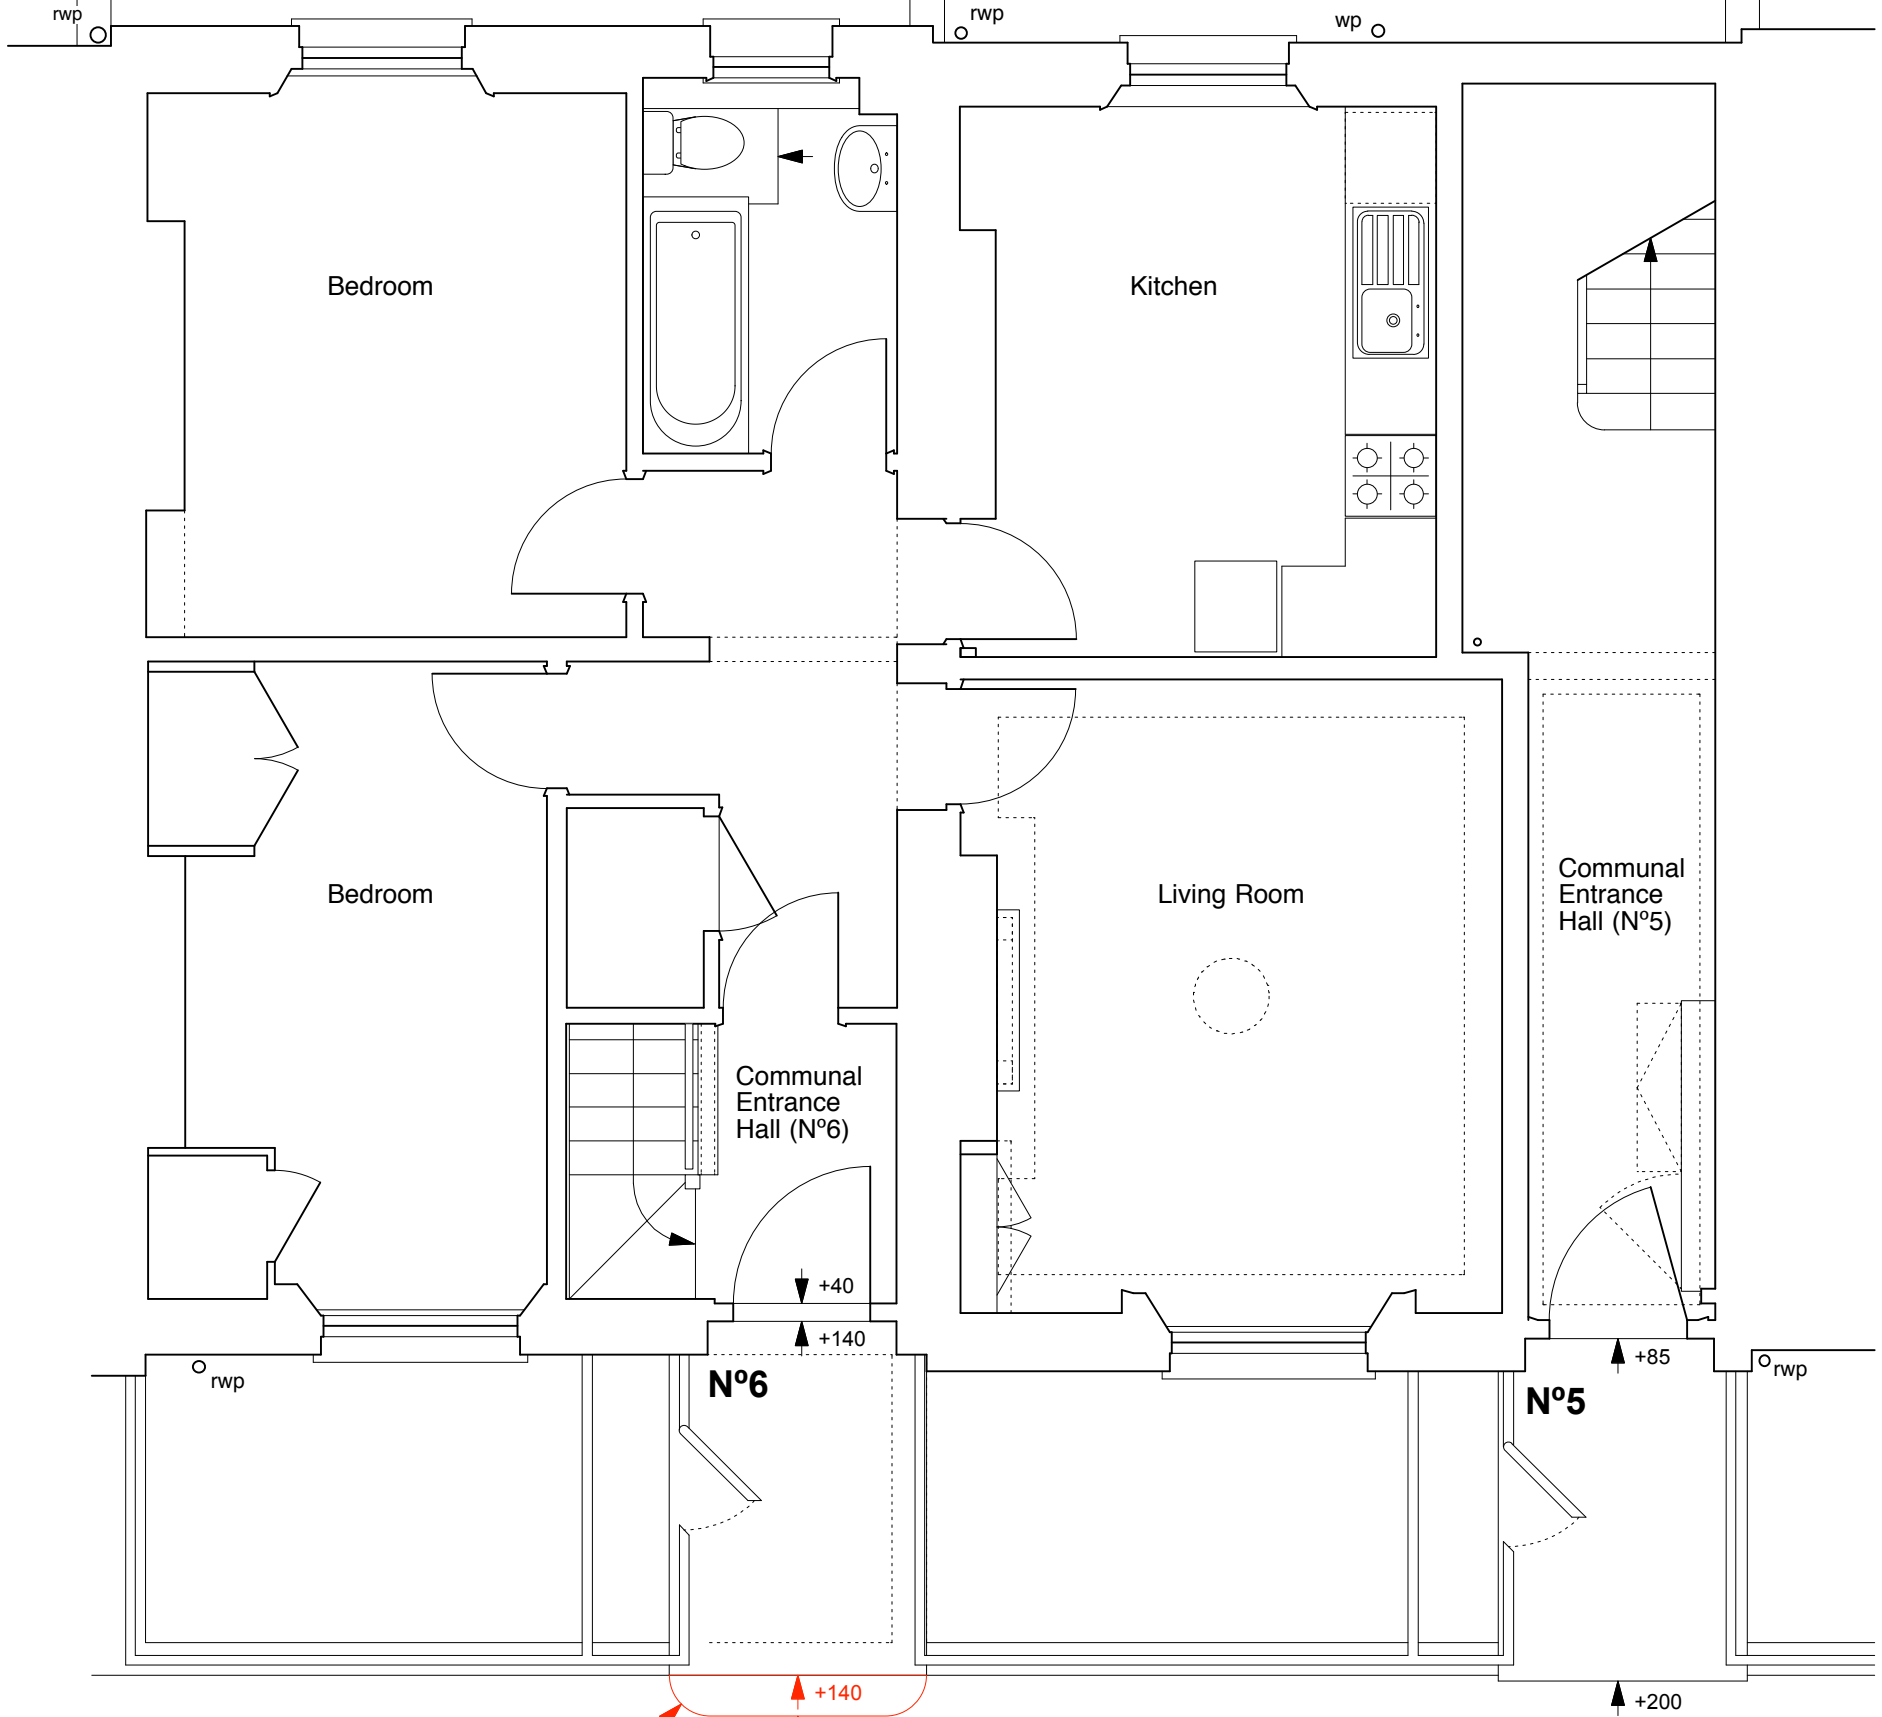 rwp
rwp
wp
Bedroom
Kitchen
Bedroom
Living Room
Communal
Entrance
Hall (Nº5)
Communal
Entrance
Hall (Nº6)
+40
+140
+85
rwp
Nº6
Nº5
rwp
+140
+200